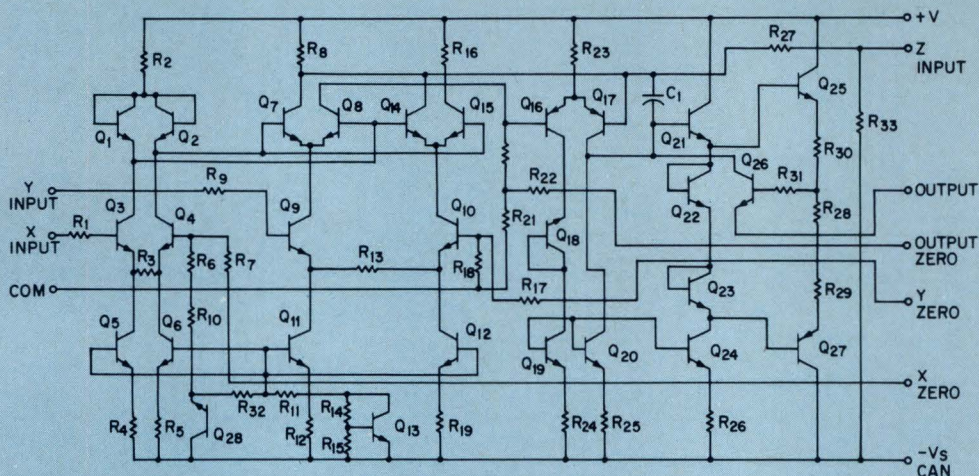 +V
R27
Z
INPUT
R2
R8
R16
R23
Q25
C1
Q7
Q8
Q14
Q15
Q16
Q17
Q1
Q2
Q21
R33
R30
Q26
Y
INPUT
R9
R22
R31
OUTPUT
Q3
Q4
Q9
Q10
R21
Q22
R28
X
INPUT
R1
Q18
OUTPUT
ZERO
R3
R6
R7
R13
R18
COM
R17
Q23
R29
Y
ZERO
R10
Q5
Q6
Q11
Q12
Q19
Q20
Q24
Q27
X
ZERO
R32
R11
R14
R4
R5
Q28
R12
R15
Q13
R19
R24
R25
R26
-VS
CAN